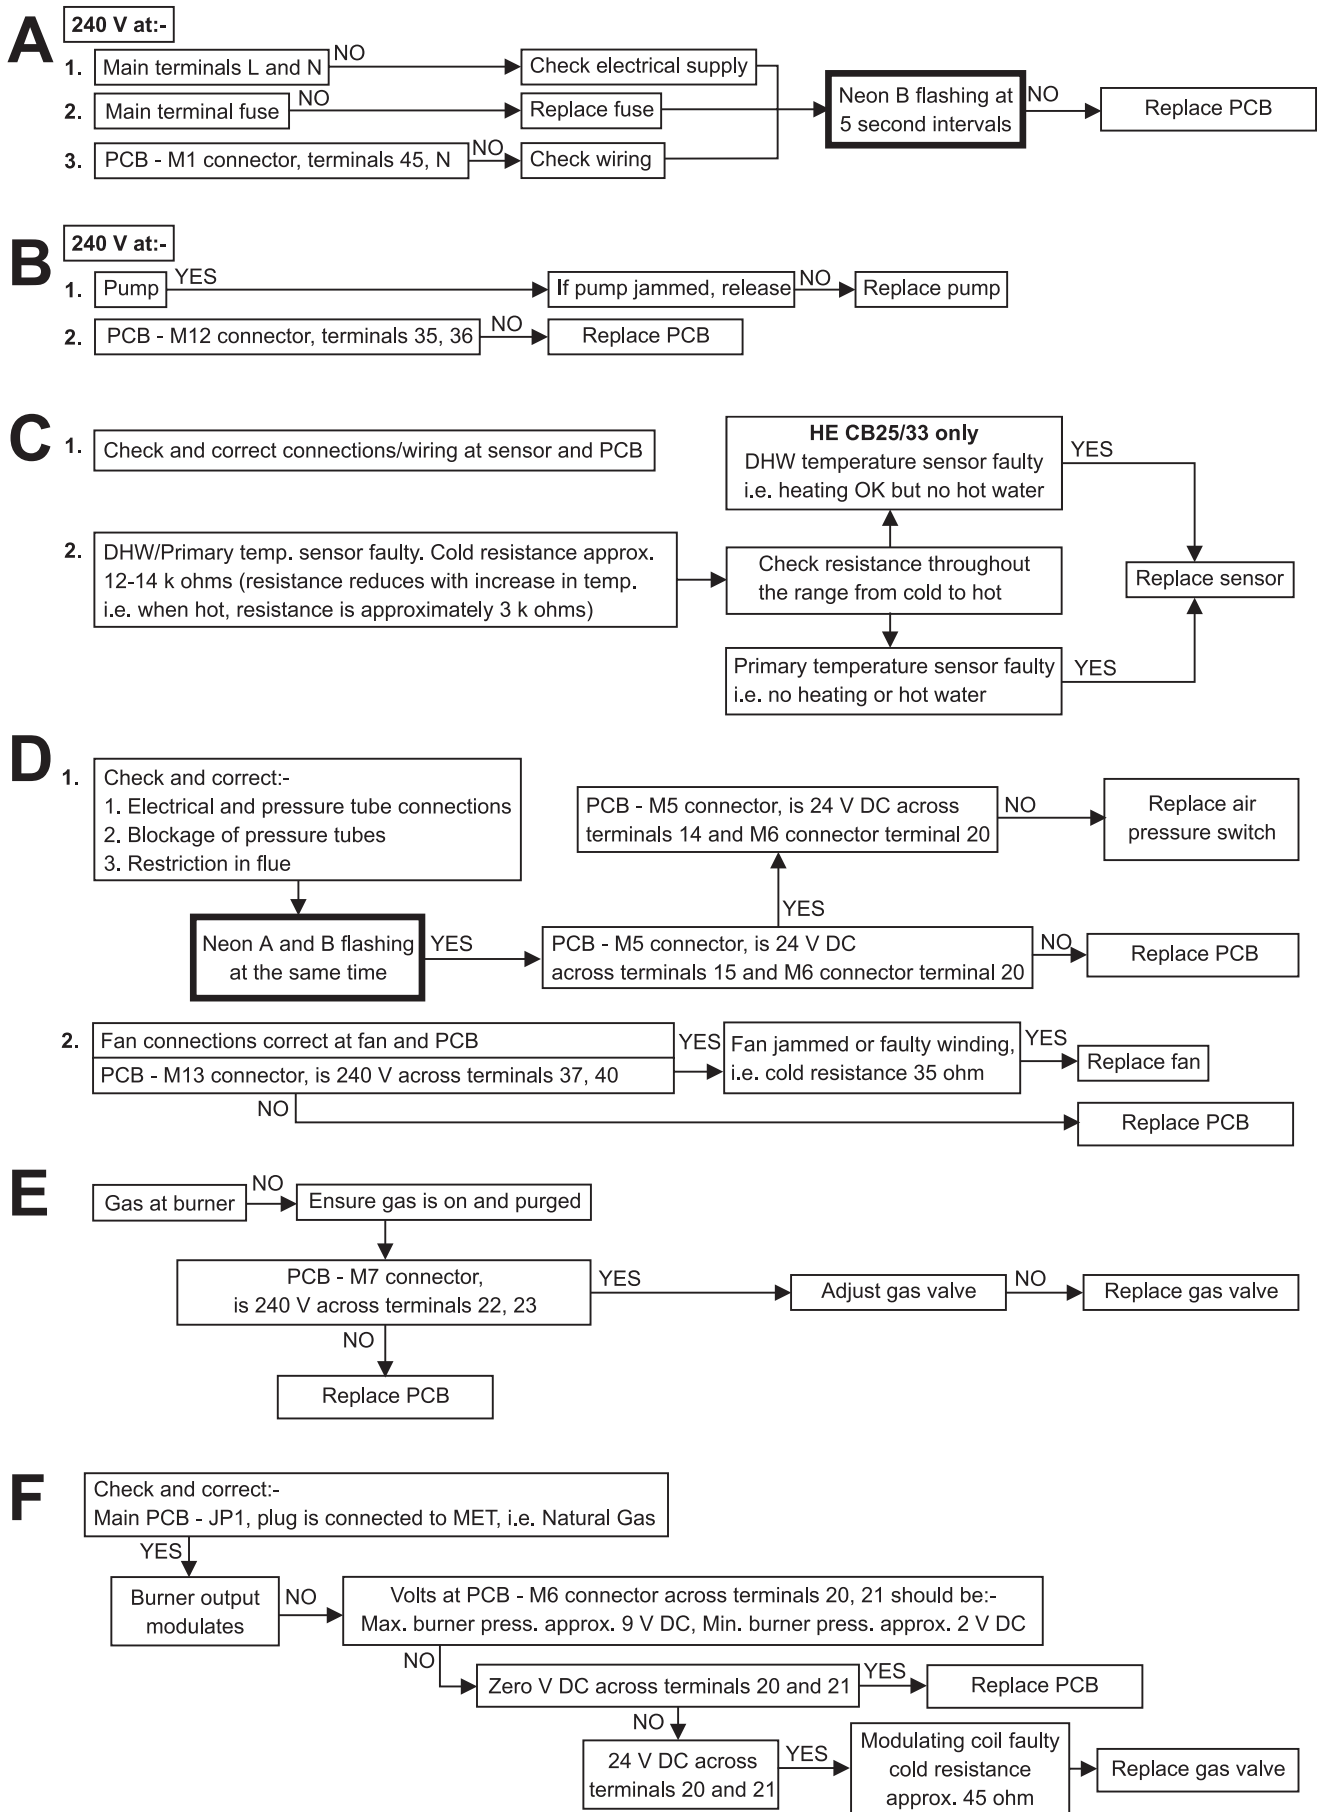 A
240 V at:-
1. Main terminals L and N
NO
Check electrical supply
2. Main terminal fuse
NO
Replace fuse
Neon B flashing at
5 second intervals
NO
Replace PCB
3. PCB - M1 connector, terminals 45, N
NO
Check wiring
B
240 V at:-
1. Pump
YES
If pump jammed, release
NO
Replace pump
2. PCB - M12 connector, terminals 35, 36
NO
Replace PCB
C
1. Check and correct connections/wiring at sensor and PCB
HE CB25/33 only
DHW temperature sensor faulty
i.e. heating OK but no hot water
YES
2. DHW/Primary temp. sensor faulty. Cold resistance approx.
12-14 k ohms (resistance reduces with increase in temp.
i.e. when hot, resistance is approximately 3 k ohms)
Check resistance throughout
the range from cold to hot
Replace sensor
Primary temperature sensor faulty
i.e. no heating or hot water
YES
D
1. Check and correct:-
1. Electrical and pressure tube connections
2. Blockage of pressure tubes
3. Restriction in flue
PCB - M5 connector, is 24 V DC across
terminals 14 and M6 connector terminal 20
NO
Replace air
pressure switch
YES
Neon A and B flashing
at the same time
YES
PCB - M5 connector, is 24 V DC
across terminals 15 and M6 connector terminal 20
NO
Replace PCB
2. Fan connections correct at fan and PCB
PCB - M13 connector, is 240 V across terminals 37, 40
YES
Fan jammed or faulty winding,
i.e. cold resistance 35 ohm
YES
Replace fan
NO
Replace PCB
E
Gas at burner
NO
Ensure gas is on and purged
PCB - M7 connector,
is 240 V across terminals 22, 23
YES
Adjust gas valve
NO
Replace gas valve
NO
Replace PCB
F
Check and correct:-
Main PCB - JP1, plug is connected to MET, i.e. Natural Gas
YES
Burner output
modulates
NO
Volts at PCB - M6 connector across terminals 20, 21 should be:-
Max. burner press. approx. 9 V DC, Min. burner press. approx. 2 V DC
NO
Zero V DC across terminals 20 and 21
YES
Replace PCB
NO
24 V DC across
terminals 20 and 21
YES
Modulating coil faulty
cold resistance
approx. 45 ohm
Replace gas valve